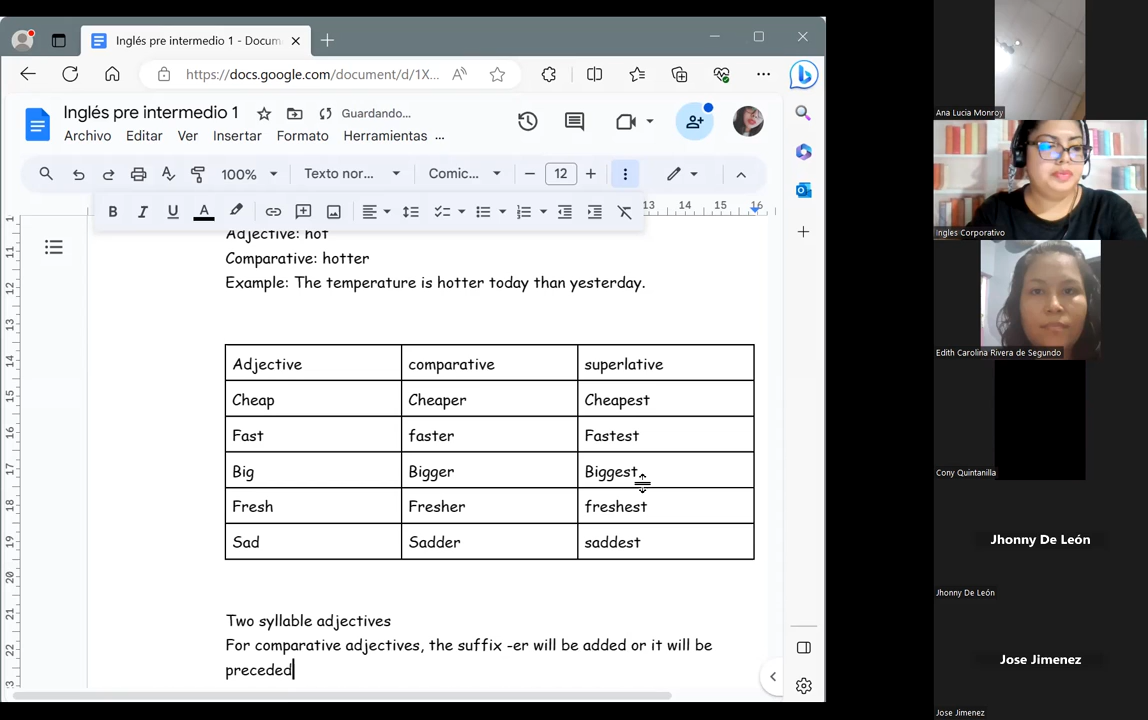 Inglés pre intermedio 1 - Docum
https://docs.google.com/document/d/1X...
Inglés pre intermedio 1
Guardando...
Archivo Editar Ver Insertar Formato Herramientas ...
100% Texto nor... Comic... 12
13 14 15 16
Adjective: hot
Comparative: hotter
Example: The temperature is hotter today than yesterday.
Adjective comparative superlative
Cheap Cheaper Cheapest
Fast faster Fastest
Big Bigger Biggest
Fresh Fresher freshest
Sad Sadder saddest
Two syllable adjectives
For comparative adjectives, the suffix -er will be added or it will be
preceded
Ana Lucia Monroy
Ingles Corporativo
Edith Carolina Rivera de Segundo
Cony Quintanilla
Jhonny De León
Jhonny De León
Jose Jimenez
Jose Jimenez